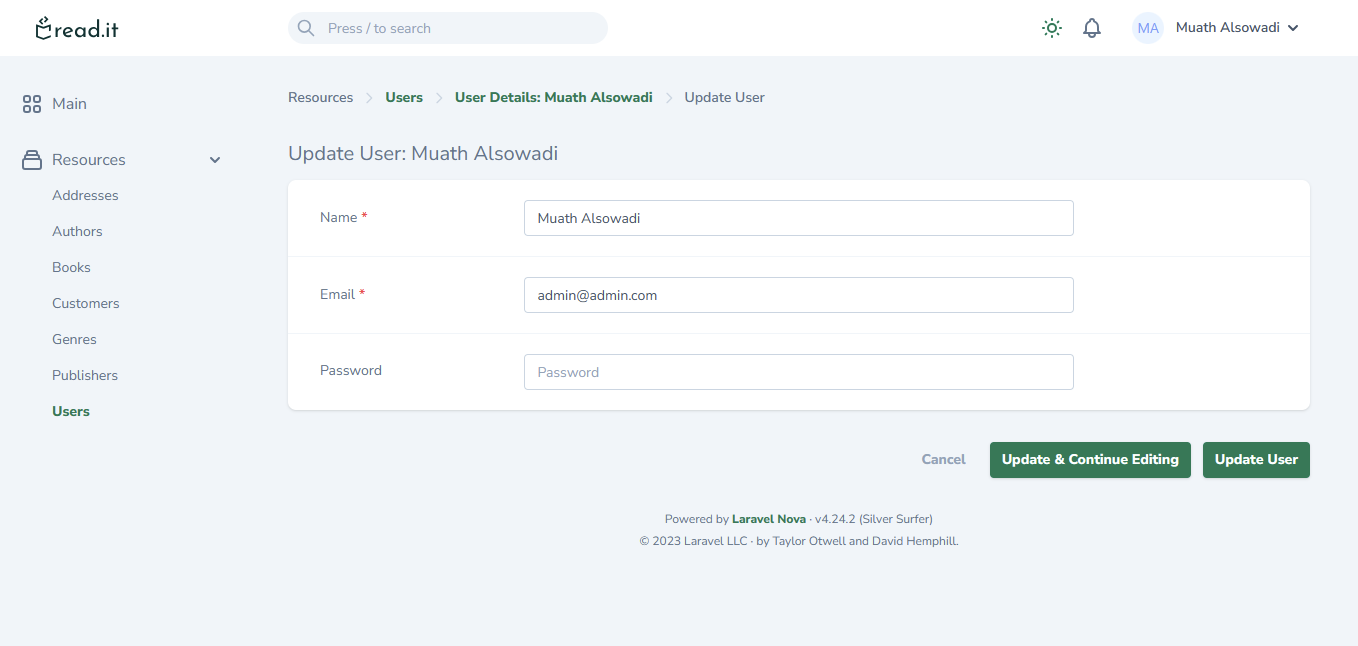 read.it
Press / to search
MA
Muath Alsowadi
Main
Resources
Addresses
Authors
Books
Customers
Genres
Publishers
Users
Resources > Users > User Details: Muath Alsowadi > Update User
Update User: Muath Alsowadi
Name *
Muath Alsowadi
Email *
admin@admin.com
Password
Password
Cancel
Update & Continue Editing
Update User
Powered by Laravel Nova · v4.24.2 (Silver Surfer)
© 2023 Laravel LLC · by Taylor Otwell and David Hemphill.